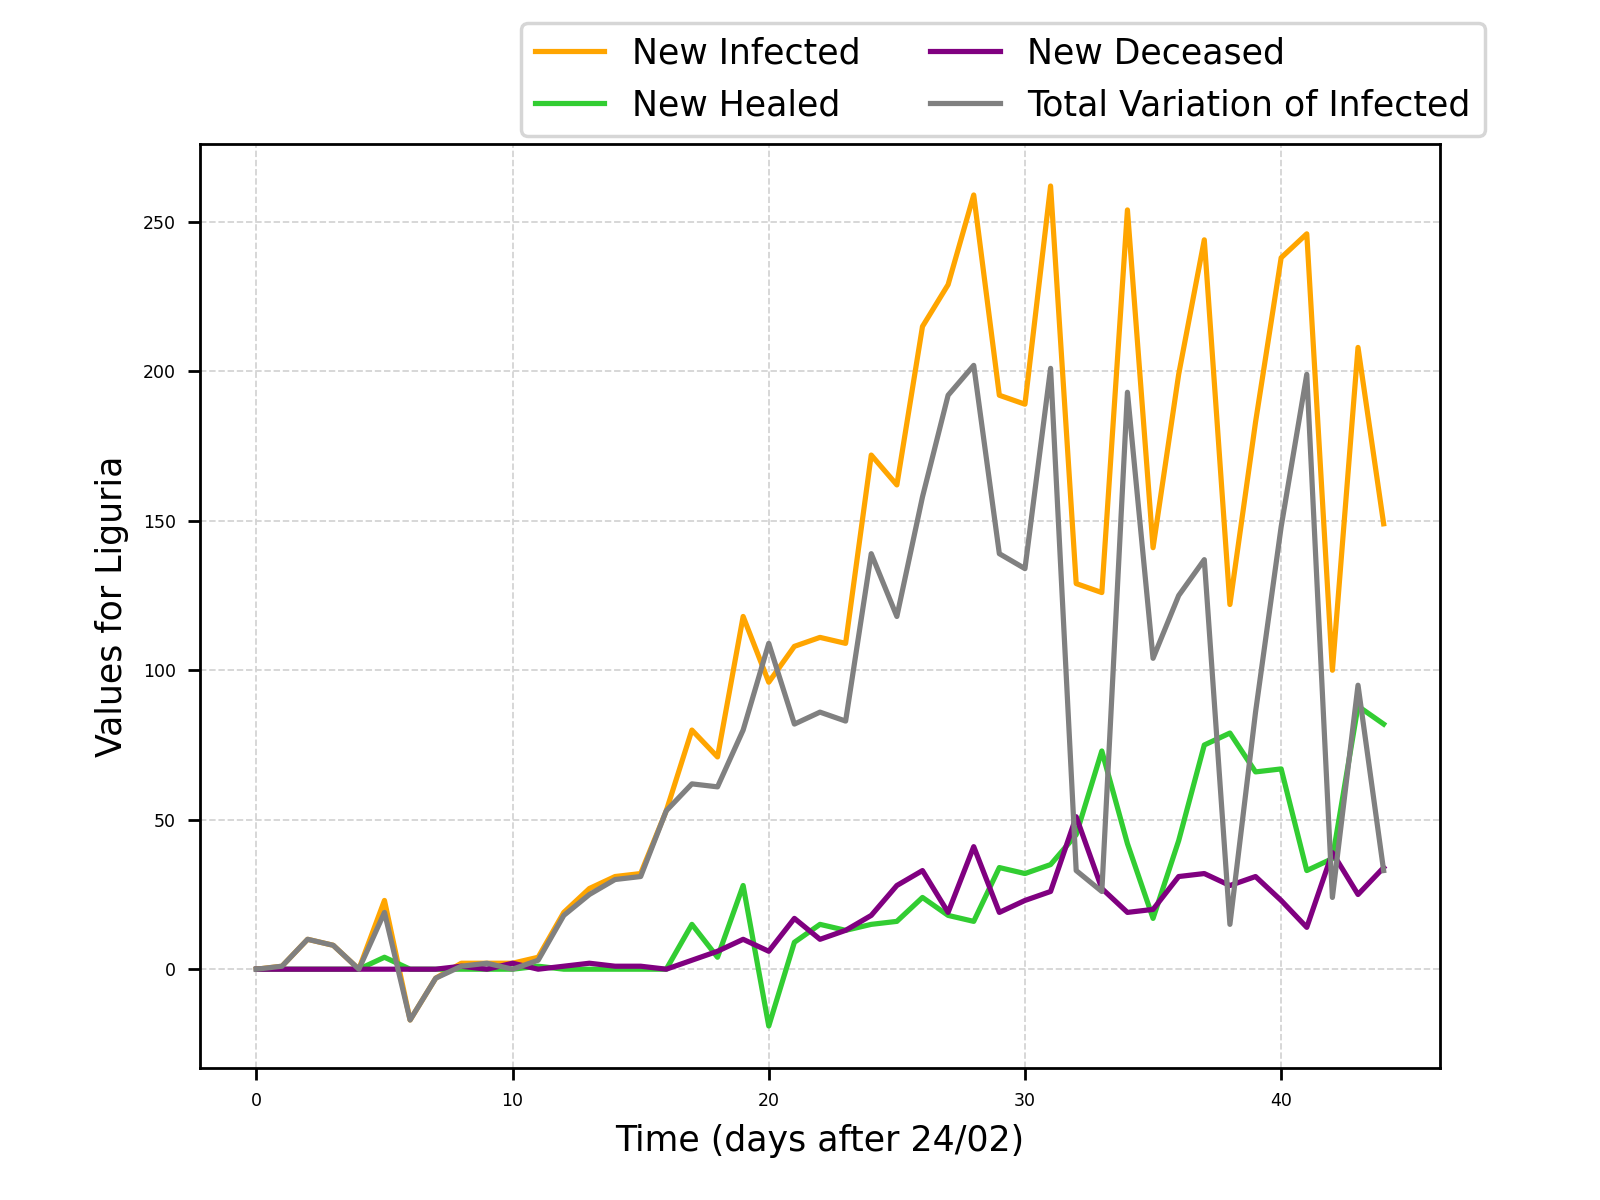 New Infected
New Healed
New Deceased
Total Variation of Infected
250
200
150
100
50
0
Values for Liguria
0 10 20 30 40
Time (days after 24/02)